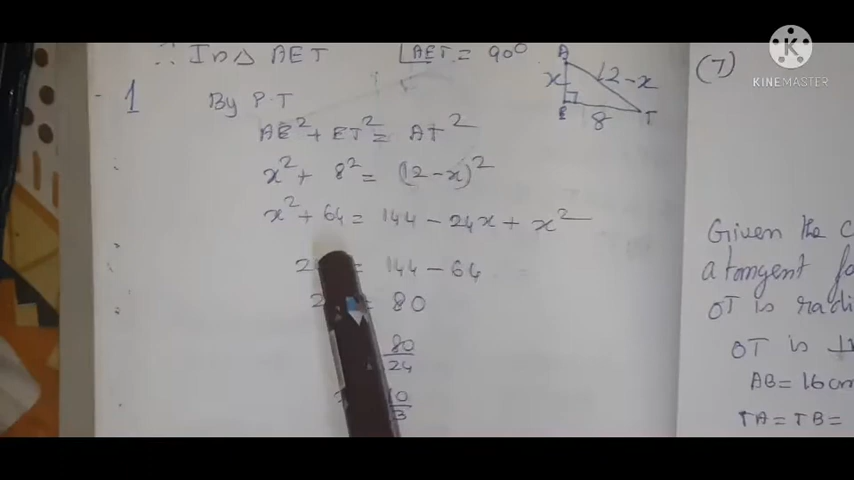 ∴ In △ AET ∠AET = 90°
1 By P.T
AE² + ET² = AT²
x² + 8² = (12-x)²
x² + 64 = 144 - 24x + x²
= 144 - 64
= 80
80
24
10
3
A
x 12-x
E 8 T
(7)
KINEMASTER
Given the
a tangent
OT is radi
OT is ⊥
AB = 16cm
TA = TB =